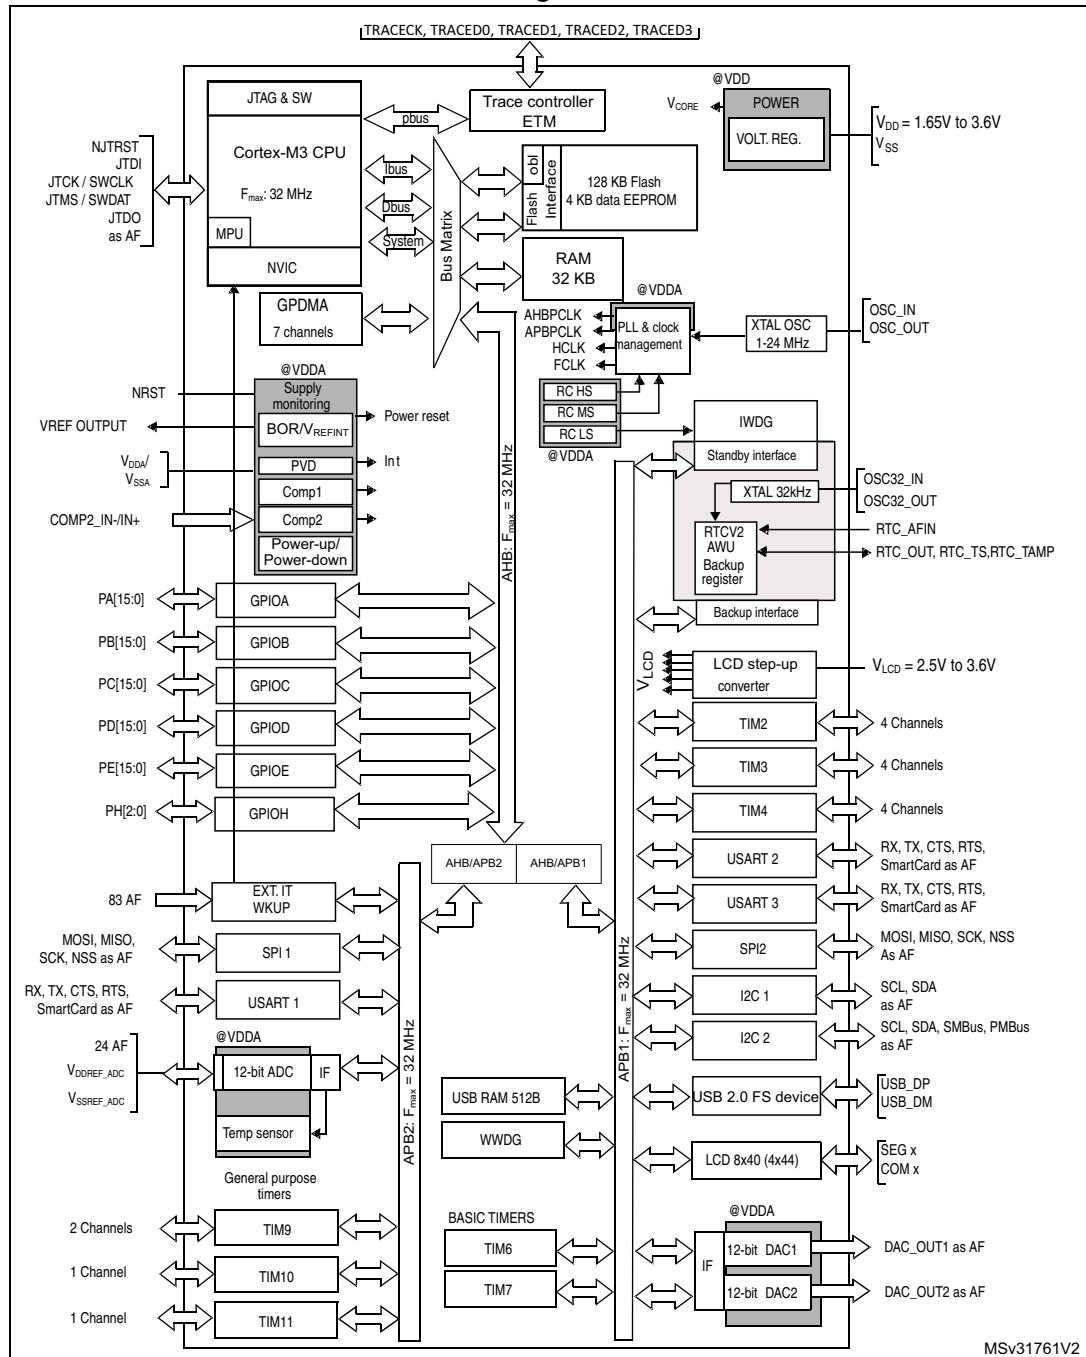 TRACECK, TRACED0, TRACED1, TRACED2, TRACED3
JTAG & SW
Cortex-M3 CPU
Fmax: 32 MHz
MPU
NVIC
NJTRST
JTDI
JTCK / SWCLK
JTMS / SWDAT
JTDO
as AF
pbus
Trace controller
ETM
Ibus
Dbus
System
Bus Matrix
Flash
obl
Interface
128 KB Flash
4 KB data EEPROM
RAM
32 KB
@VDD
VCORE
POWER
VOLT. REG.
VDD = 1.65V to 3.6V
VSS
GPDMA
7 channels
@VDDA
AHBPCLK
APBPCLK
HCLK
FCLK
PLL & clock
management
XTAL OSC
1-24 MHz
OSC_IN
OSC_OUT
RC HS
RC MS
RC LS
@VDDA
IWDG
Standby interface
XTAL 32kHz
OSC32_IN
OSC32_OUT
RTCV2
AWU
Backup
register
RTC_AFIN
RTC_OUT, RTC_TS,RTC_TAMP
Backup interface
@VDDA
NRST
VREF OUTPUT
VDDA/
VSSA
COMP2_IN-/IN+
Supply
monitoring
BOR/VREFINT
PVD
Comp1
Comp2
Power-up/
Power-down
Power reset
Int
AHB: Fmax = 32 MHz
PA[15:0]
GPIOA
PB[15:0]
GPIOB
PC[15:0]
GPIOC
PD[15:0]
GPIOD
PE[15:0]
GPIOE
PH[2:0]
GPIOH
VLCD
LCD step-up
converter
VLCD = 2.5V to 3.6V
TIM2
4 Channels
TIM3
4 Channels
TIM4
4 Channels
AHB/APB2
AHB/APB1
USART 2
RX, TX, CTS, RTS,
SmartCard as AF
USART 3
RX, TX, CTS, RTS,
SmartCard as AF
SPI2
MOSI, MISO, SCK, NSS
As AF
I2C 1
SCL, SDA
as AF
I2C 2
SCL, SDA, SMBus, PMBus
as AF
83 AF
EXT. IT
WKUP
MOSI, MISO,
SCK, NSS as AF
SPI 1
RX, TX, CTS, RTS,
SmartCard as AF
USART 1
@VDDA
24 AF
VDDREF_ADC
VSSREF_ADC
12-bit ADC
IF
Temp sensor
APB2: Fmax = 32 MHz
APB1: Fmax = 32 MHz
USB RAM 512B
WWDG
USB 2.0 FS device
USB_DP
USB_DM
LCD 8x40 (4x44)
SEG x
COM x
General purpose
timers
2 Channels
TIM9
1 Channel
TIM10
1 Channel
TIM11
BASIC TIMERS
TIM6
TIM7
@VDDA
IF
12-bit DAC1
12-bit DAC2
DAC_OUT1 as AF
DAC_OUT2 as AF
MSv31761V2